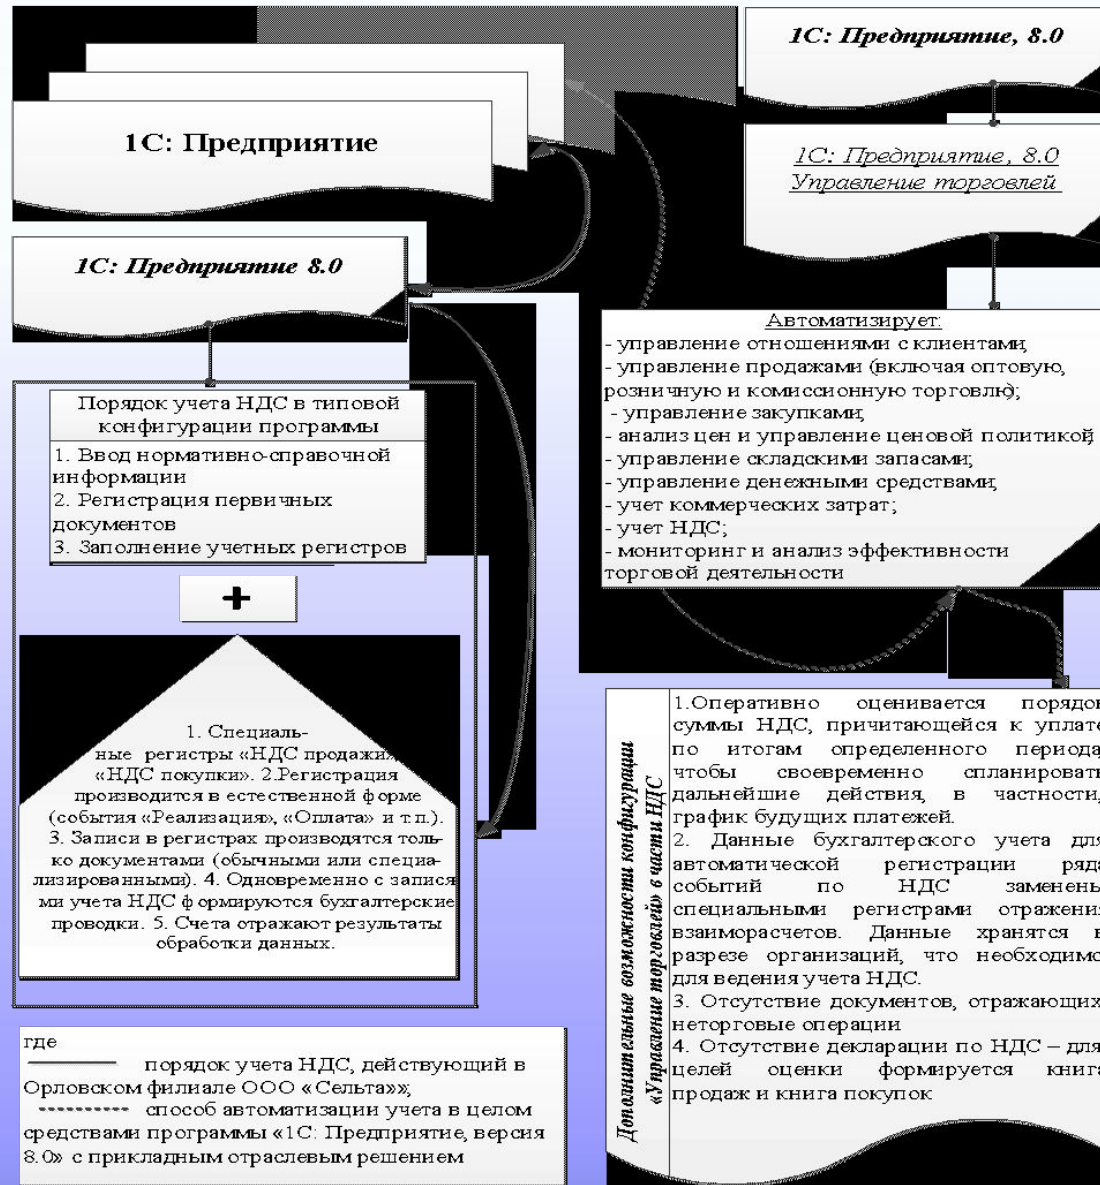 1С: Предприятие
1С: Предприятие 8.0
Порядок учета НДС в типовой
конфигурации программы
1. Ввод нормативно-справочной
информации
2. Регистрация первичных
документов
3. Заполнение учетных регистров
+
1. Специаль-
ные регистры «НДС продажи»,
«НДС покупки». 2.Регистрация
производится в естественной форме
(события «Реализация», «Оплата» и т.п.).
3. Записи в регистрах производятся толь-
ко документами (обычными или специа-
лизированными). 4. Одновременно с запися
ми учета НДС формируются бухгалтерские
проводки. 5. Счета отражают результаты
обработки данных.
где
порядок учета НДС, действующий в
Орловском филиале ООО «Сельта»»;
способ автоматизации учета в целом
средствами программы «1С: Предприятие, версия
8.0» с прикладным отраслевым решением
1С: Предприятие, 8.0
1С: Предприятие, 8.0
Управление торговлей
Автоматизирует:
- управление отношениями с клиентами;
- управление продажами (включая оптовую,
розничную и комиссионную торговлю);
- управление закупками;
- анализ цен и управление ценовой политикой;
- управление складскими запасами;
- управление денежными средствами;
- учет коммерческих затрат;
- учет НДС;
- мониторинг и анализ эффективности
торговой деятельности
Дополнительные возможности конфигурации
«Управление торговлей» в части НДС
1.Оперативно оценивается порядок
суммы НДС, причитающейся к уплате
по итогам определенного периода,
чтобы своевременно спланировать
дальнейшие действия, в частности,
график будущих платежей.
2. Данные бухгалтерского учета для
автоматической регистрации ряда
событий по НДС заменены
специальными регистрами отражения
взаиморасчетов. Данные хранятся в
разрезе организаций, что необходимо
для ведения учета НДС.
3. Отсутствие документов, отражающих
неторговые операции
4. Отсутствие декларации по НДС – для
целей оценки формируется книга
продаж и книга покупок